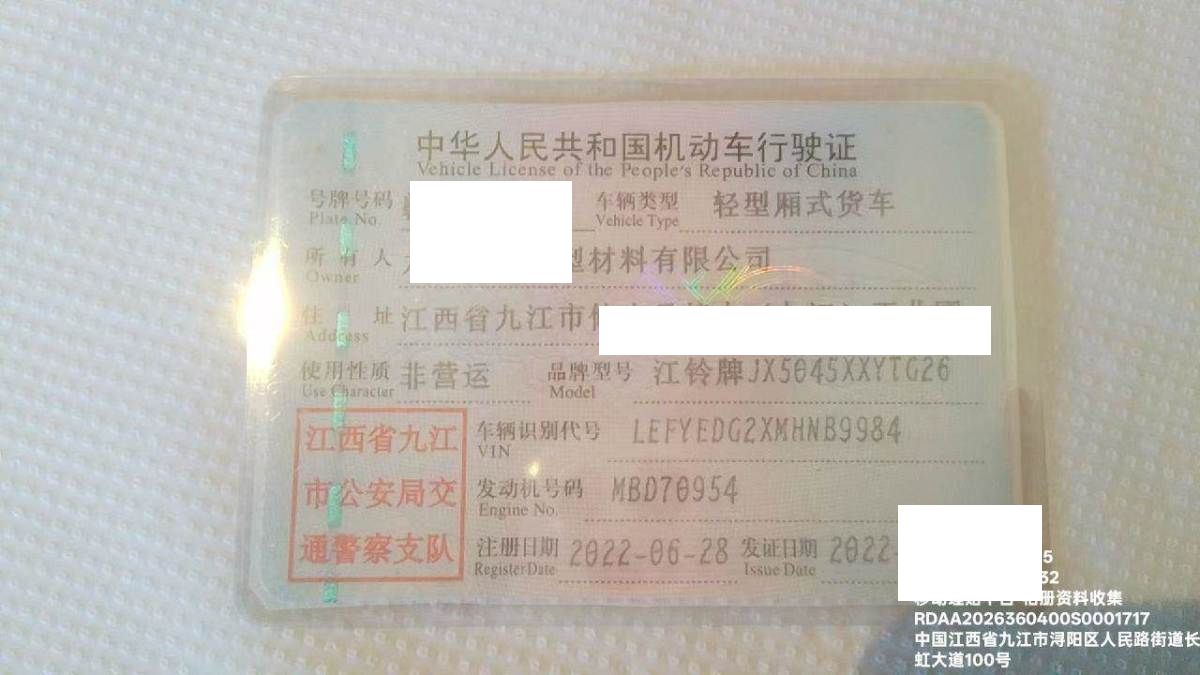 中华人民共和国机动车行驶证
Vehicle License of the People's Republic of China
号牌号码 车辆类型 轻型厢式货车
Plate No. Vehicle Type
所有人 型材料有限公司
Owner
住址 江西省九江市
Address
使用性质 非营运 品牌型号 江铃牌JX5045XXYTG26
Use Character Model
江西省九江
市公安局交
通警察支队
车辆识别代号 LEFYEDG2XMHNB9984
VIN
发动机号码 MBD70954
Engine No.
注册日期 2022-06-28 发证日期 2022-
Register Date Issue Date
5
32
相册资料收集
RDAA2026360400S0001717
中国江西省九江市浔阳区人民路街道长
虹大道100号